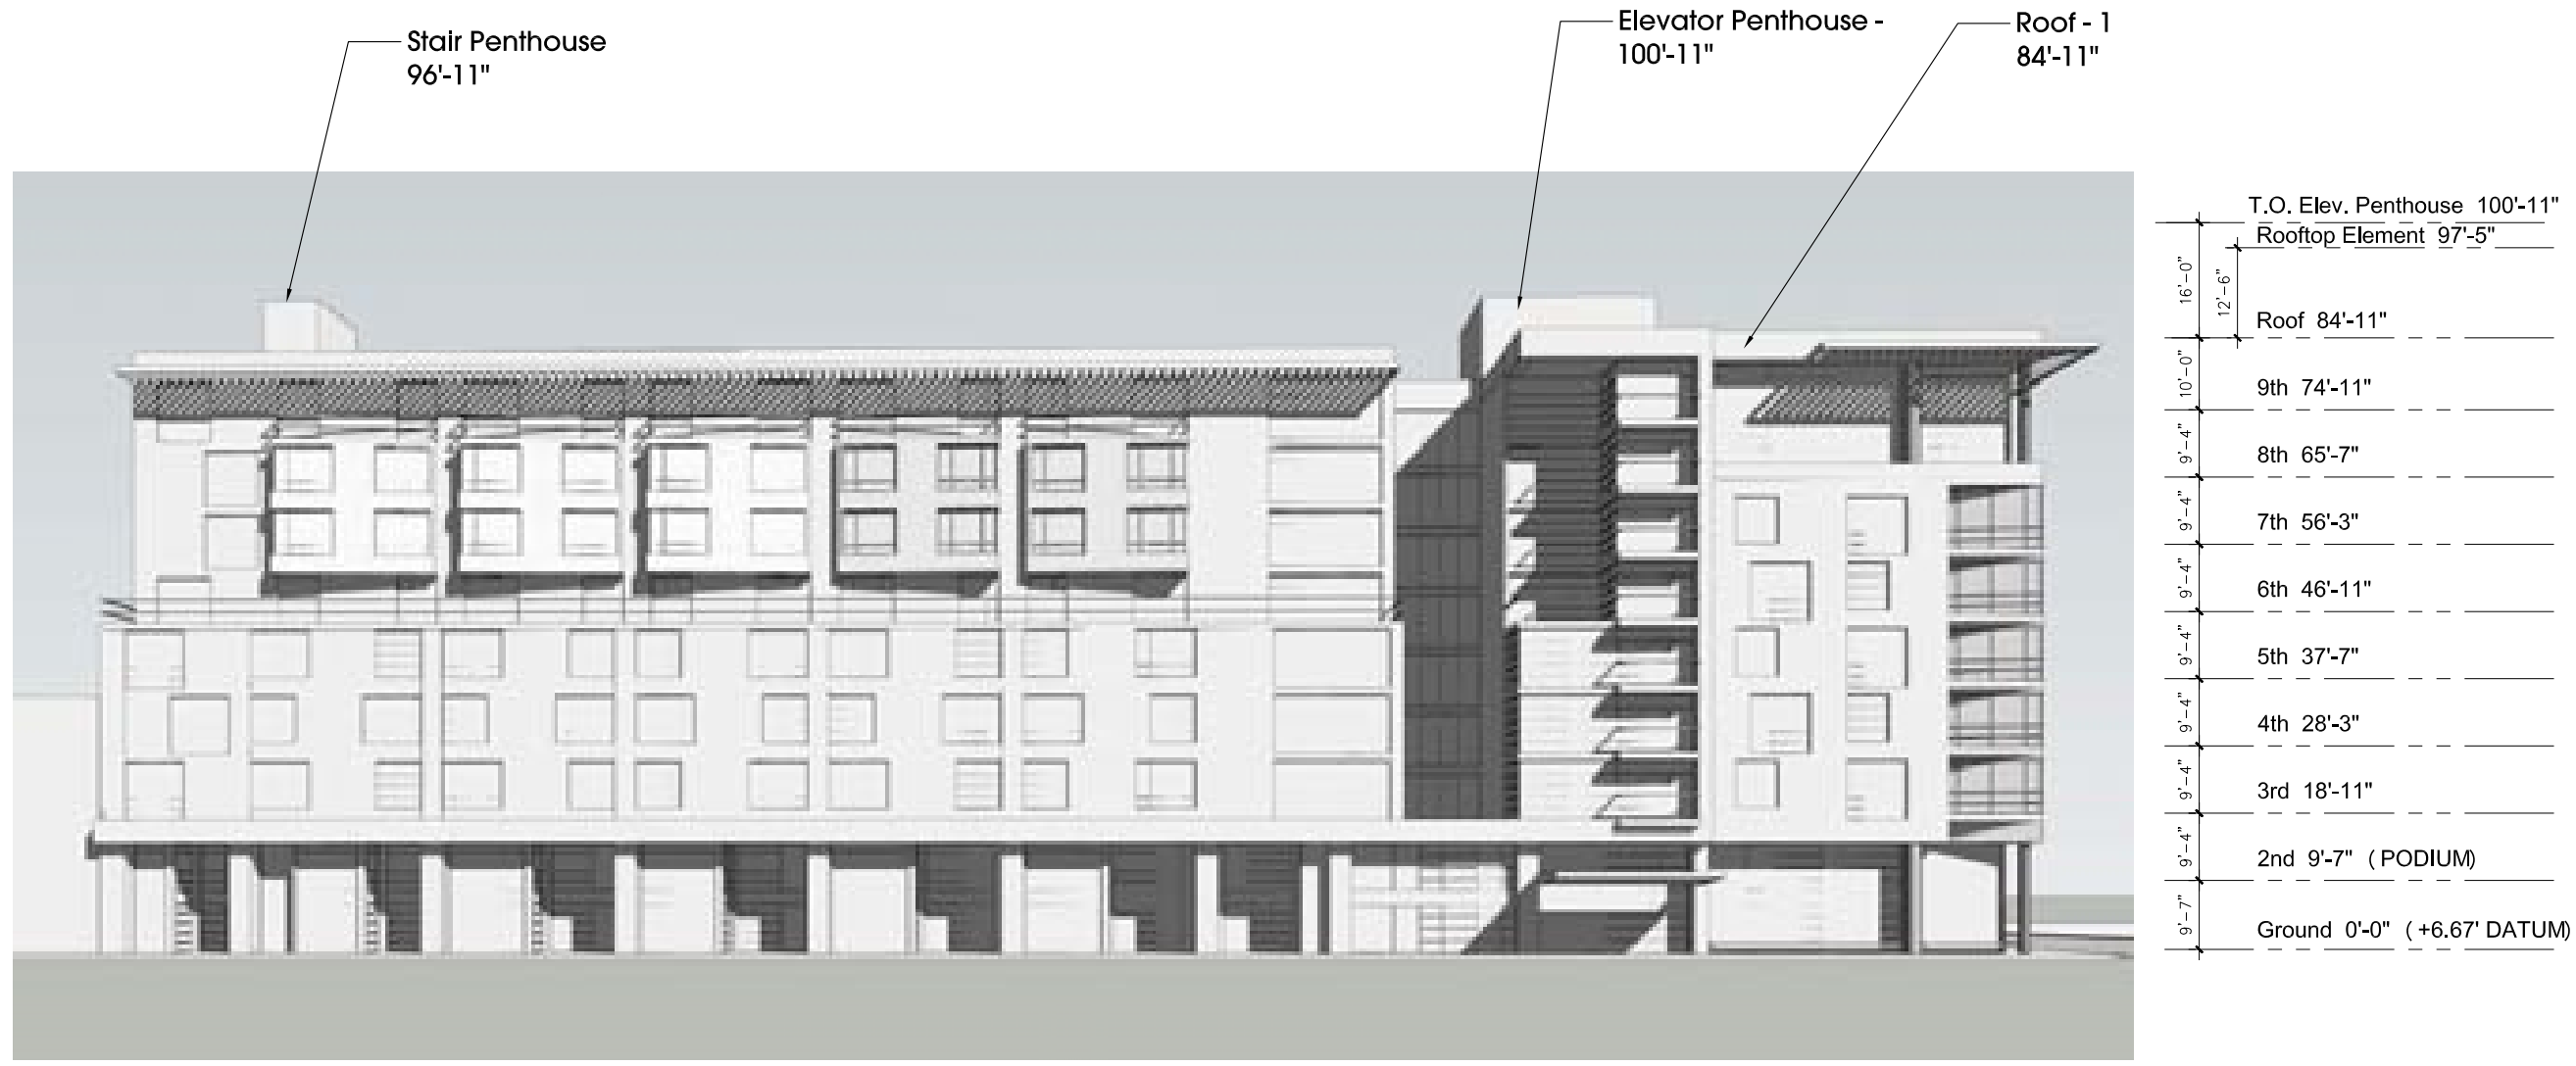 Stair Penthouse
96'-11"
Elevator Penthouse -
100'-11"
Roof - 1
84'-11"
T.O. Elev. Penthouse 100'-11"
Rooftop Element 97'-5"
16'-0"
12'-6"
Roof 84'-11"
10'-0"
9th 74'-11"
9'-4"
8th 65'-7"
9'-4"
7th 56'-3"
9'-4"
6th 46'-11"
9'-4"
5th 37'-7"
9'-4"
4th 28'-3"
9'-4"
3rd 18'-11"
9'-4"
2nd 9'-7" ( PODIUM)
9'-7"
Ground 0'-0" ( +6.67' DATUM)